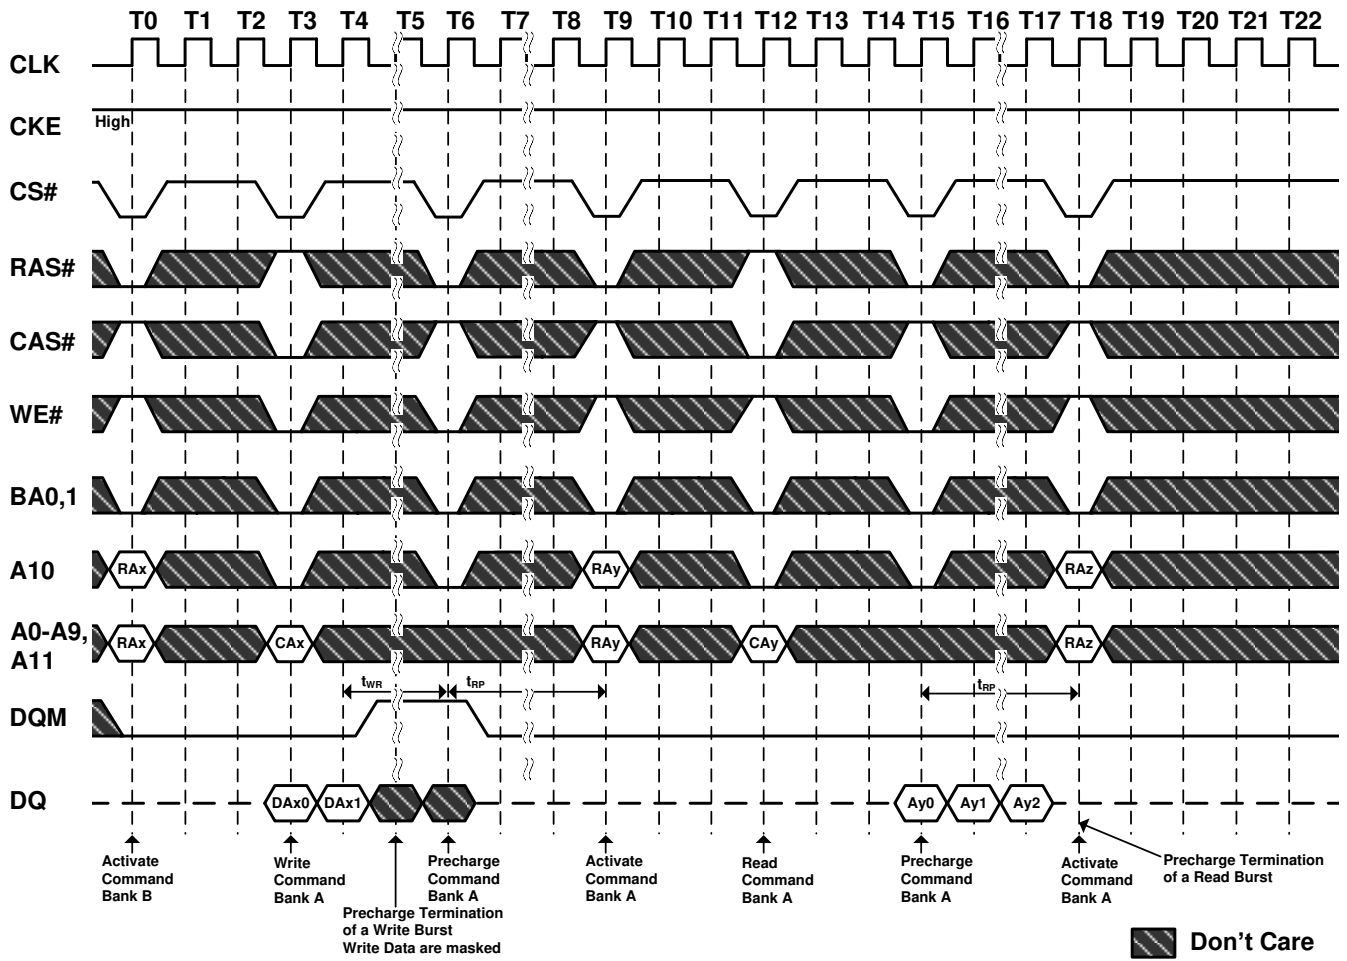 T0 T1 T2 T3 T4 T5 T6 T7 T8 T9 T10 T11 T12 T13 T14 T15 T16 T17 T18 T19 T20 T21 T22
CLK
CKE
High
CS#
RAS#
CAS#
WE#
BA0,1
A10
RAx RAy RAz
A0-A9,
A11
RAx CAx RAy CAy RAz
tWR tRP tRP
DQM
DQ
DAx0 DAx1 Ay0 Ay1 Ay2
Activate
Command
Bank B
Write
Command
Bank A
Precharge Termination
of a Write Burst
Write Data are masked
Precharge
Command
Bank A
Activate
Command
Bank A
Read
Command
Bank A
Precharge
Command
Bank A
Activate
Command
Bank A
Precharge Termination
of a Read Burst
Don't Care